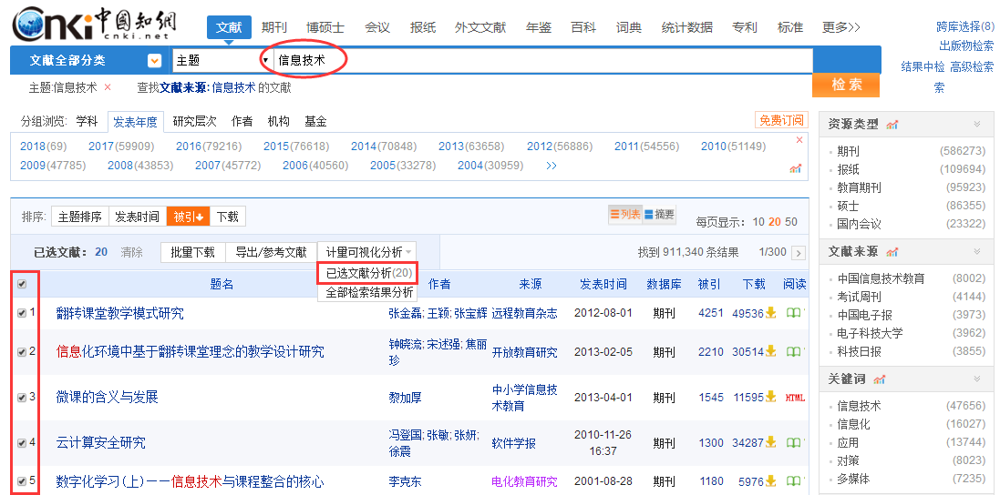 Cnki中國知網
cnki.net
文献 期刊 博硕士 会议 报纸 外文文献 年鉴 百科 词典 统计数据 专利 标准 更多>>
跨库选择(8)
出版物检索
文献全部分类 主题 信息技术
结果中检 高级检索
索
检索
主题:信息技术 × 查找文献来源:信息技术 的文献
分组浏览: 学科 发表年度 研究层次 作者 机构 基金 免费订阅
2018(69) 2017(59909) 2016(79216) 2015(76618) 2014(70848) 2013(63658) 2012(56886) 2011(54556) 2010(51149) ×
2009(47785) 2008(43853) 2007(45772) 2006(40560) 2005(33278) 2004(30959) >>
排序: 主题排序 发表时间 被引 下载 列表 摘要 每页显示: 10 20 50
已选文献: 20 清除 批量下载 导出/参考文献 计量可视化分析 找到 911,340 条结果 1/300 >
已选文献分析(20)
全部检索结果分析
题名 作者 来源 发表时间 数据库 被引 下载 阅读
1 翻转课堂教学模式研究 张金磊; 王颖; 张宝辉 远程教育杂志 2012-08-01 期刊 4251 49536
2 信息化环境中基于翻转课堂理念的教学设计研究 钟晓流; 宋述强; 焦丽
珍 开放教育研究 2013-02-05 期刊 2210 30514
3 微课的含义与发展 黎加厚 中小学信息技
术教育 2013-04-01 期刊 1545 11595 HTML
4 云计算安全研究 冯登国; 张敏; 张妍;
徐震 软件学报 2010-11-26
16:37 期刊 1300 34287
5 数字化学习(上)——信息技术与课程整合的核心 李克东 电化教育研究 2001-08-28 期刊 1180 5976
资源类型
期刊 (586273)
报纸 (109694)
教育期刊 (95923)
硕士 (86355)
国内会议 (23322)
文献来源
中国信息技术教育 (8002)
考试周刊 (4144)
中国电子报 (3973)
电子科技大学 (3962)
科技日报 (3855)
关键词
信息技术 (47656)
信息化 (16027)
应用 (13744)
对策 (8023)
多媒体 (7235)